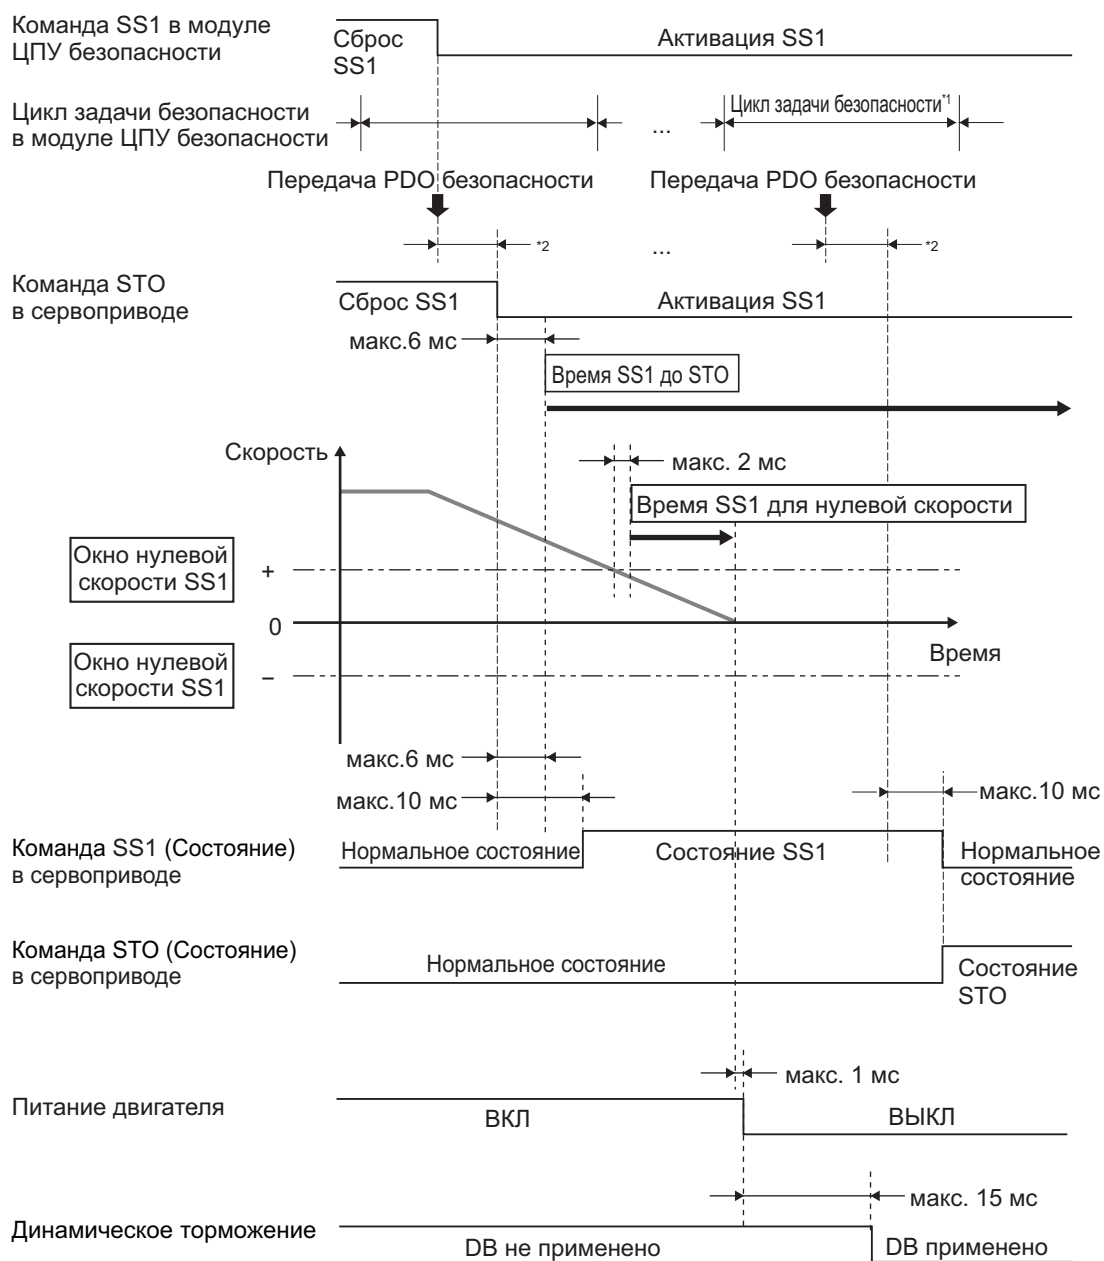 Команда SS1 в модуле
ЦПУ безопасности
Сброс
SS1
Активация SS1
Цикл задачи безопасности
в модуле ЦПУ безопасности
...
Цикл задачи безопасности*1
Передача PDO безопасности
Передача PDO безопасности
*2
...
*2
Команда STO
в сервоприводе
Сброс SS1
Активация SS1
макс.6 мс
Время SS1 до STO
Скорость
макс. 2 мс
Время SS1 для нулевой скорости
Окно нулевой
скорости SS1
+
0
Время
Окно нулевой
скорости SS1
−
макс.6 мс
макс.10 мс
макс.10 мс
Команда SS1 (Состояние)
в сервоприводе
Нормальное состояние
Состояние SS1
Нормальное
состояние
Команда STO (Состояние)
в сервоприводе
Нормальное состояние
Состояние
STO
макс. 1 мс
Питание двигателя
ВКЛ
ВЫКЛ
макс. 15 мс
Динамическое торможение
DB не применено
DB применено